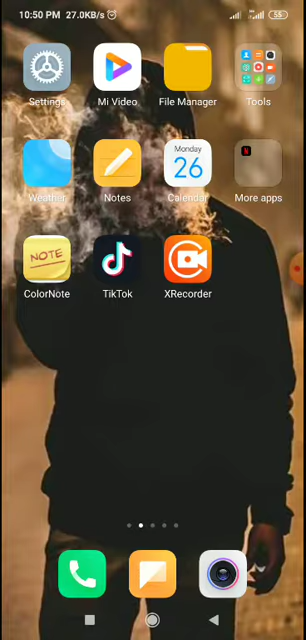 10:50 PM 27.0KB/s 55
Settings Mi Video File Manager Tools
Weather Notes Monday 26 Calendar More apps
NOTE ColorNote TikTok XRecorder